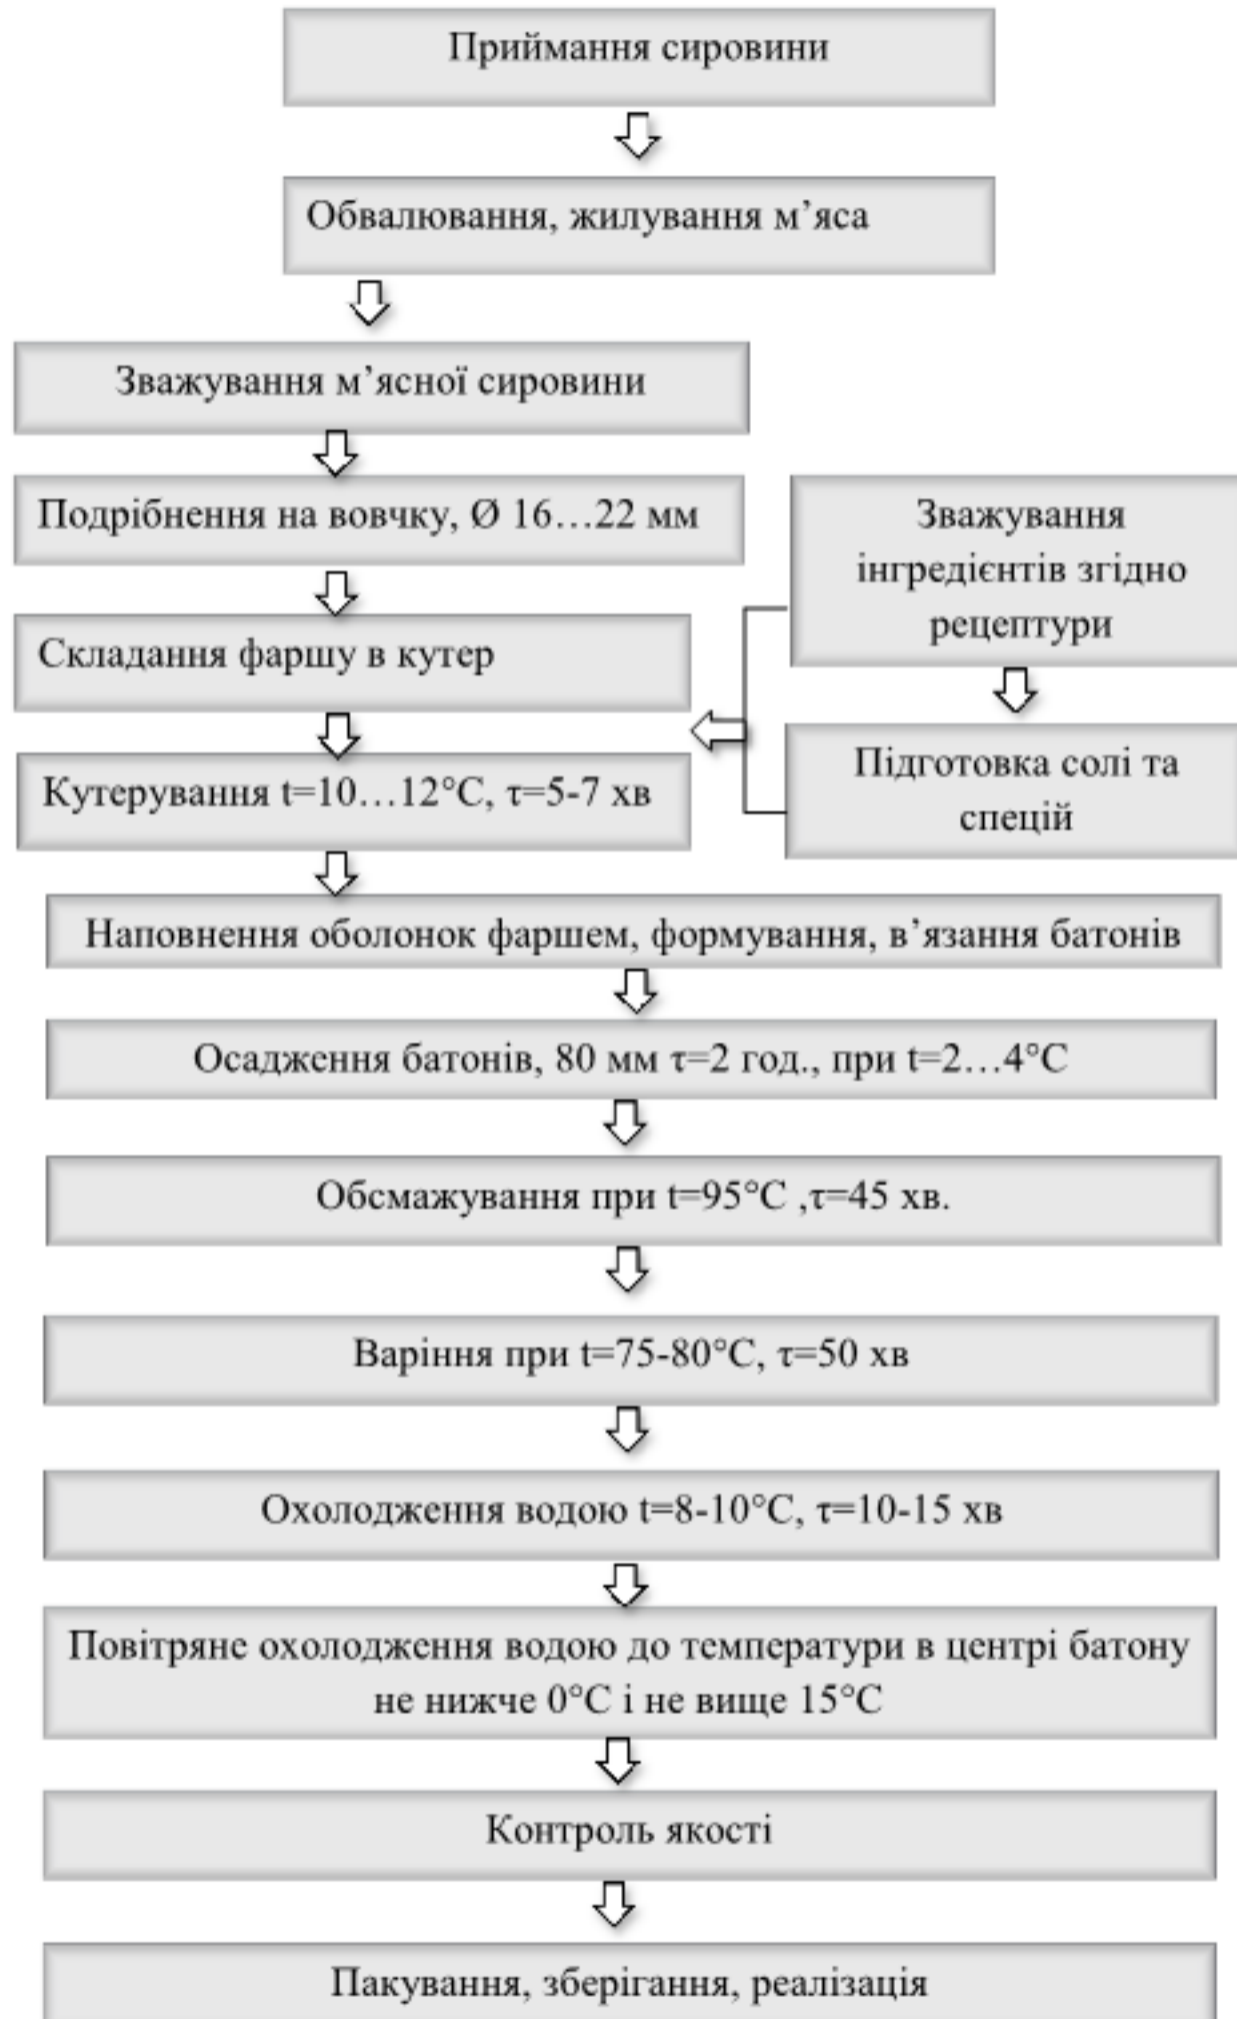 Приймання сировини
Обвалювання, жилування м’яса
Зважування м’ясної сировини
Подрібнення на вовчку, Ø 16…22 мм
Складання фаршу в кутер
Зважування
інгредієнтів згідно
рецептури
Підготовка солі та
спецій
Кутерування t=10…12°C, τ=5-7 хв
Наповнення оболонок фаршем, формування, в’язання батонів
Осадження батонів, 80 мм τ=2 год., при t=2…4°C
Обсмажування при t=95°C ,τ=45 хв.
Варіння при t=75-80°C, τ=50 хв
Охолодження водою t=8-10°C, τ=10-15 хв
Повітряне охолодження водою до температури в центрі батону
не нижче 0°C і не вище 15°C
Контроль якості
Пакування, зберігання, реалізація